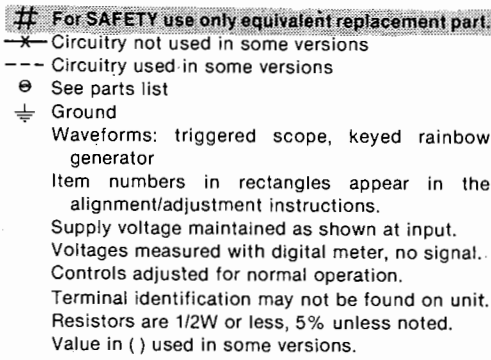 # For SAFETY use only equivalent replacement part.
Circuitry not used in some versions
Circuitry used in some versions
See parts list
Ground
Waveforms: triggered scope, keyed rainbow
generator
Item numbers in rectangles appear in the
alignment/adjustment instructions.
Supply voltage maintained as shown at input.
Voltages measured with digital meter, no signal.
Controls adjusted for normal operation.
Terminal identification may not be found on unit.
Resistors are 1/2W or less, 5% unless noted.
Value in ( ) used in some versions.